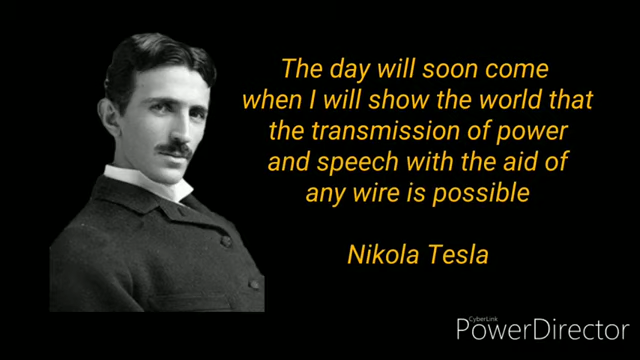 The day will soon come
when I will show the world that
the transmission of power
and speech with the aid of
any wire is possible
Nikola Tesla
CyberLink
PowerDirector